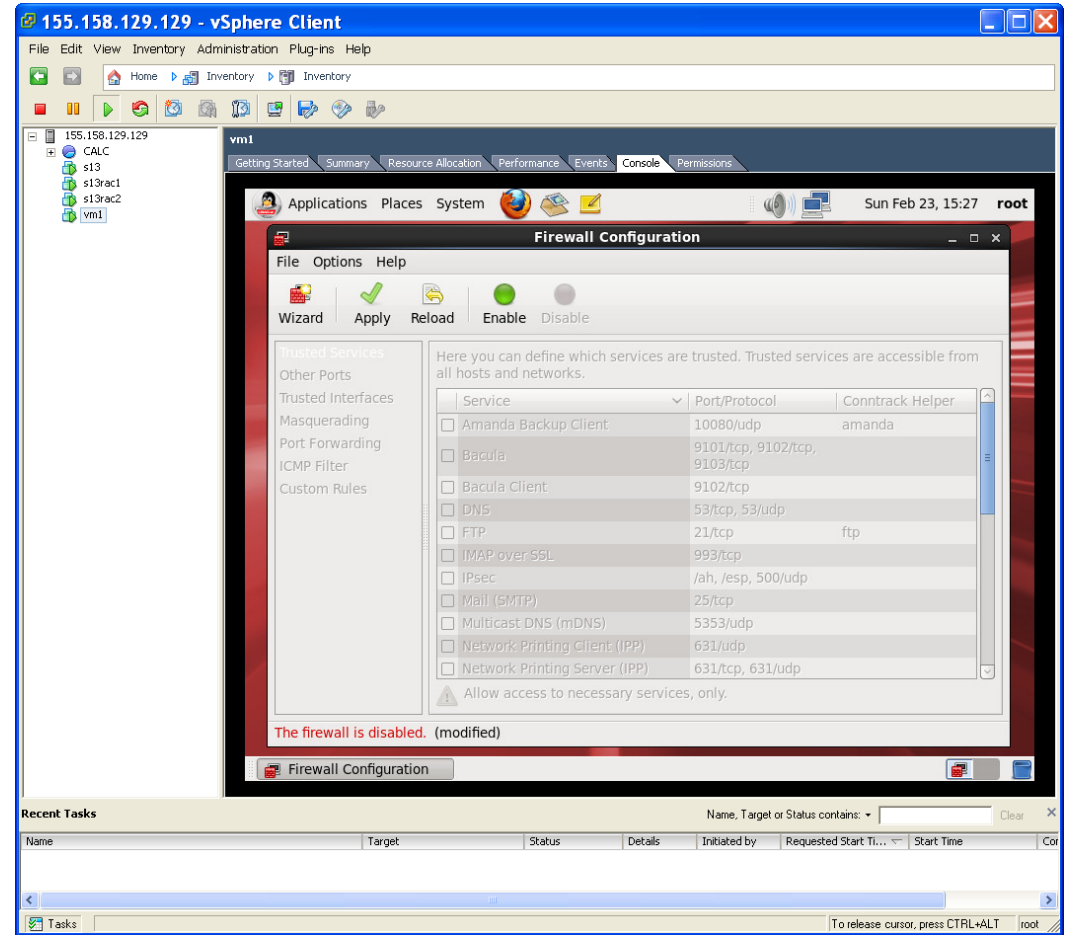 155.158.129.129 - vSphere Client
File Edit View Inventory Administration Plug-ins Help
Home Inventory Inventory
155.158.129.129
CALC
s13
s13rac1
s13rac2
vm1
vm1
Getting Started Summary Resource Allocation Performance Events Console Permissions
Applications Places System Sun Feb 23, 15:27 root
Firewall Configuration
File Options Help
Wizard Apply Reload Enable Disable
Trusted Services
Other Ports
Trusted Interfaces
Masquerading
Port Forwarding
ICMP Filter
Custom Rules
Here you can define which services are trusted. Trusted services are accessible from
all hosts and networks.
Service Port/Protocol Conntrack Helper
Amanda Backup Client 10080/udp amanda
Bacula 9101/tcp, 9102/tcp,
9103/tcp
Bacula Client 9102/tcp
DNS 53/tcp, 53/udp
FTP 21/tcp ftp
IMAP over SSL 993/tcp
IPsec /ah, /esp, 500/udp
Mail (SMTP) 25/tcp
Multicast DNS (mDNS) 5353/udp
Network Printing Client (IPP) 631/udp
Network Printing Server (IPP) 631/tcp, 631/udp
Allow access to necessary services, only.
The firewall is disabled. (modified)
Firewall Configuration
Recent Tasks Name, Target or Status contains: Clear
Name Target Status Details Initiated by Requested Start Ti... Start Time Cor
Tasks To release cursor, press CTRL+ALT root